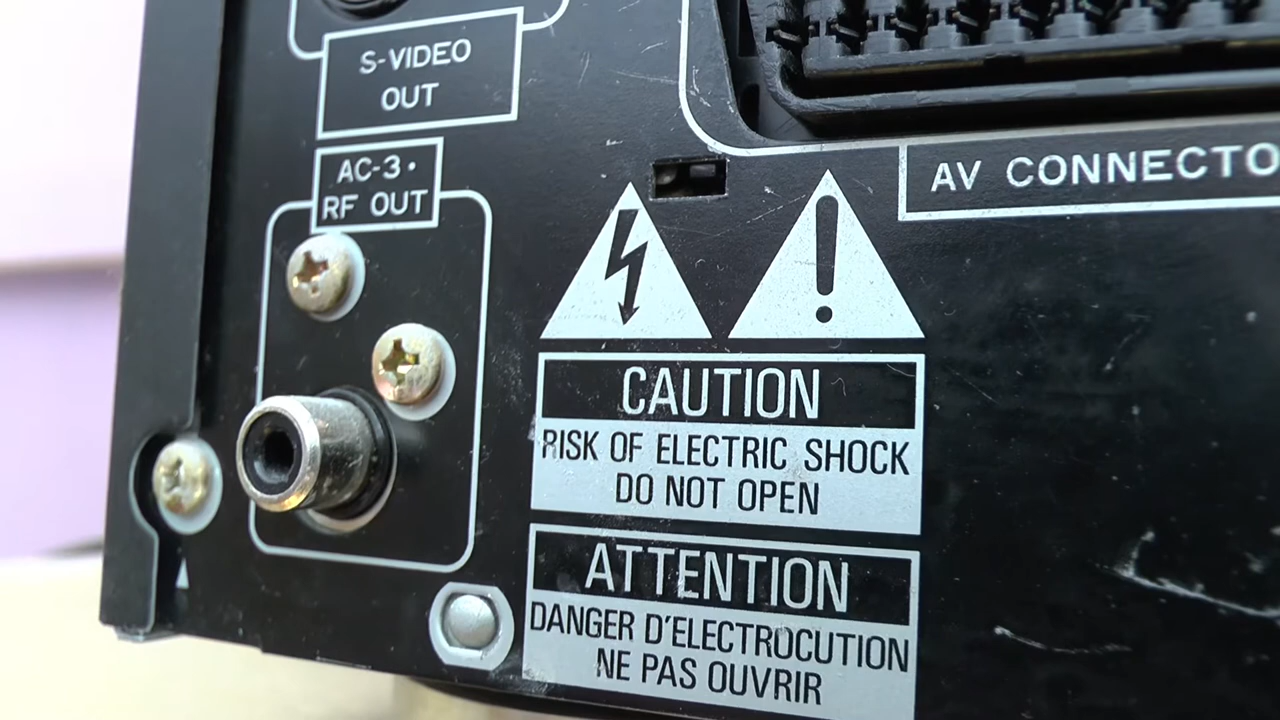 S-VIDEO
OUT
AC-3·
RF OUT
AV CONNECTO
CAUTION
RISK OF ELECTRIC SHOCK
DO NOT OPEN
ATTENTION
DANGER D'ELECTROCUTION
NE PAS OUVRIR